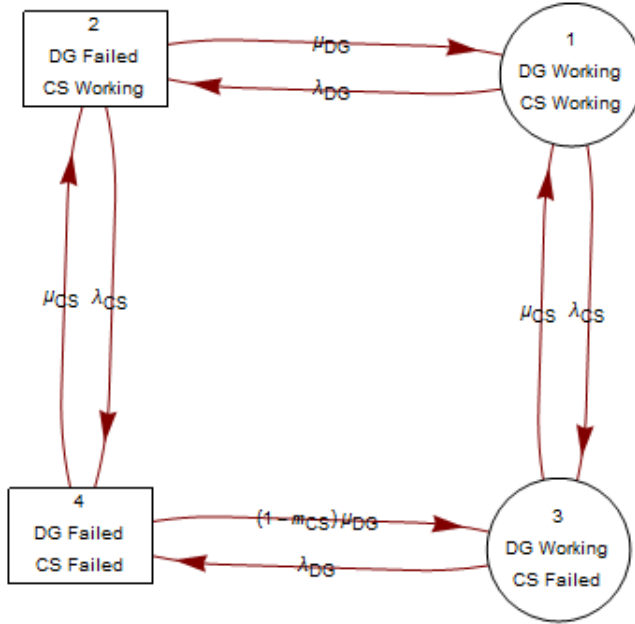 2
DG Failed
CS Working
μDG
λDG
1
DG Working
CS Working
μCS
λCS
μCS
λCS
4
DG Failed
CS Failed
(1-mCS)μDG
λDG
3
DG Working
CS Failed